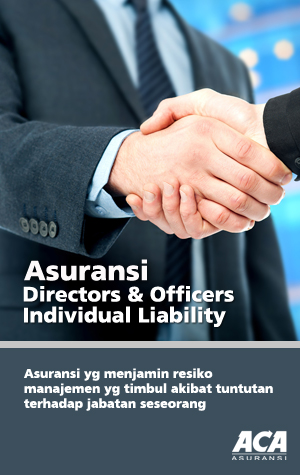 Asuransi
Directors & Officers
Individual Liability
Asuransi yg menjamin resiko
manajemen yg timbul akibat tuntutan
terhadap jabatan seseorang
ACA
ASURANSI